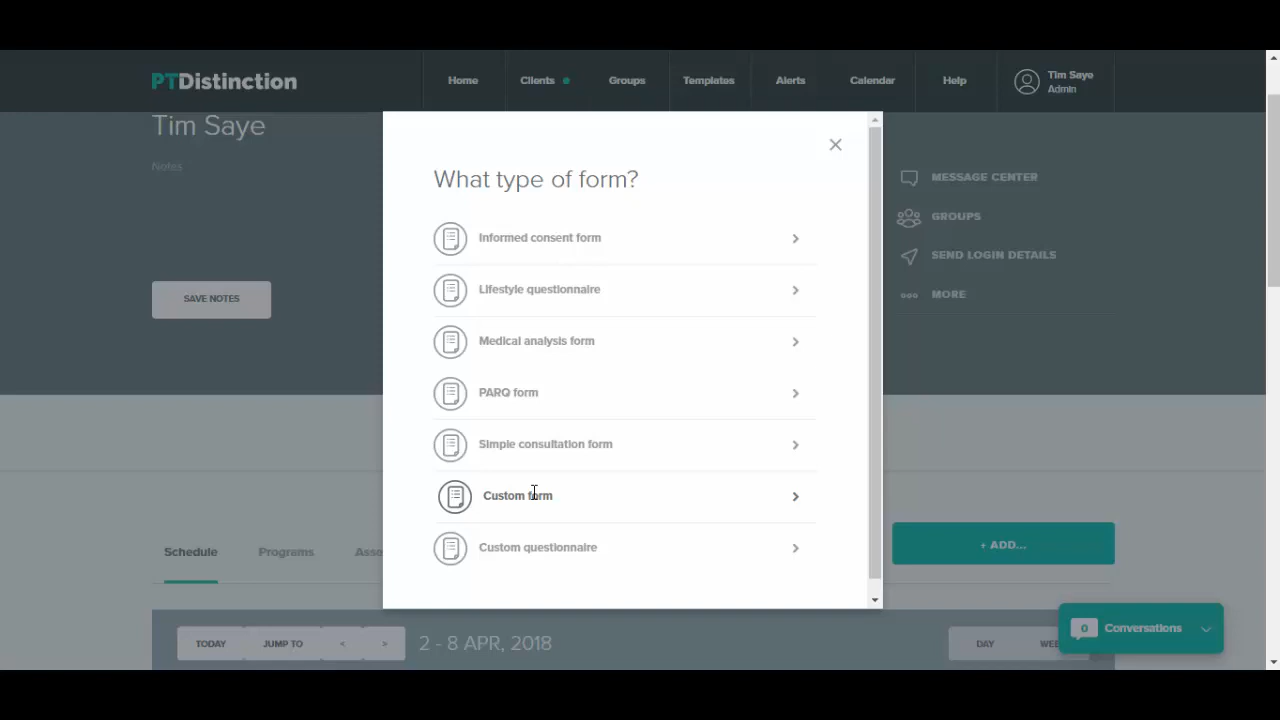 PTDistinction
Home
Clients
Groups
Templates
Alerts
Calendar
Help
Tim Saye
Admin
Tim Saye
Notes
SAVE NOTES
What type of form?
Informed consent form
Lifestyle questionnaire
Medical analysis form
PARQ form
Simple consultation form
Custom form
Custom questionnaire
MESSAGE CENTER
GROUPS
SEND LOGIN DETAILS
MORE
Schedule
Programs
Asse
+ ADD...
TODAY
JUMP TO
<
>
2 - 8 APR, 2018
DAY
WEE
0
Conversations